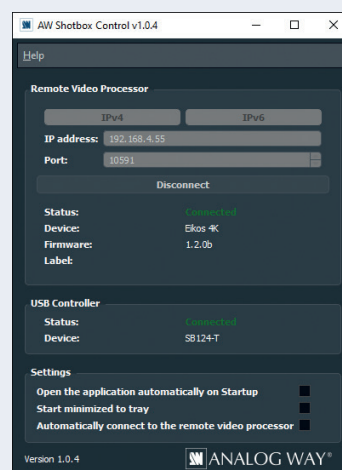 AW Shotbox Control v1.0.4
Help
Remote Video Processor
IPv4 IPv6
IP address: 192.168.4.55
Port: 10591
Disconnect
Status: Connected
Device: Eikos 4K
Firmware: 1.2.0b
Label:
USB Controller
Status: Connected
Device: SB124-T
Settings
Open the application automatically on Startup
Start minimized to tray
Automatically connect to the remote video processor
Version 1.0.4 ANALOG WAY®